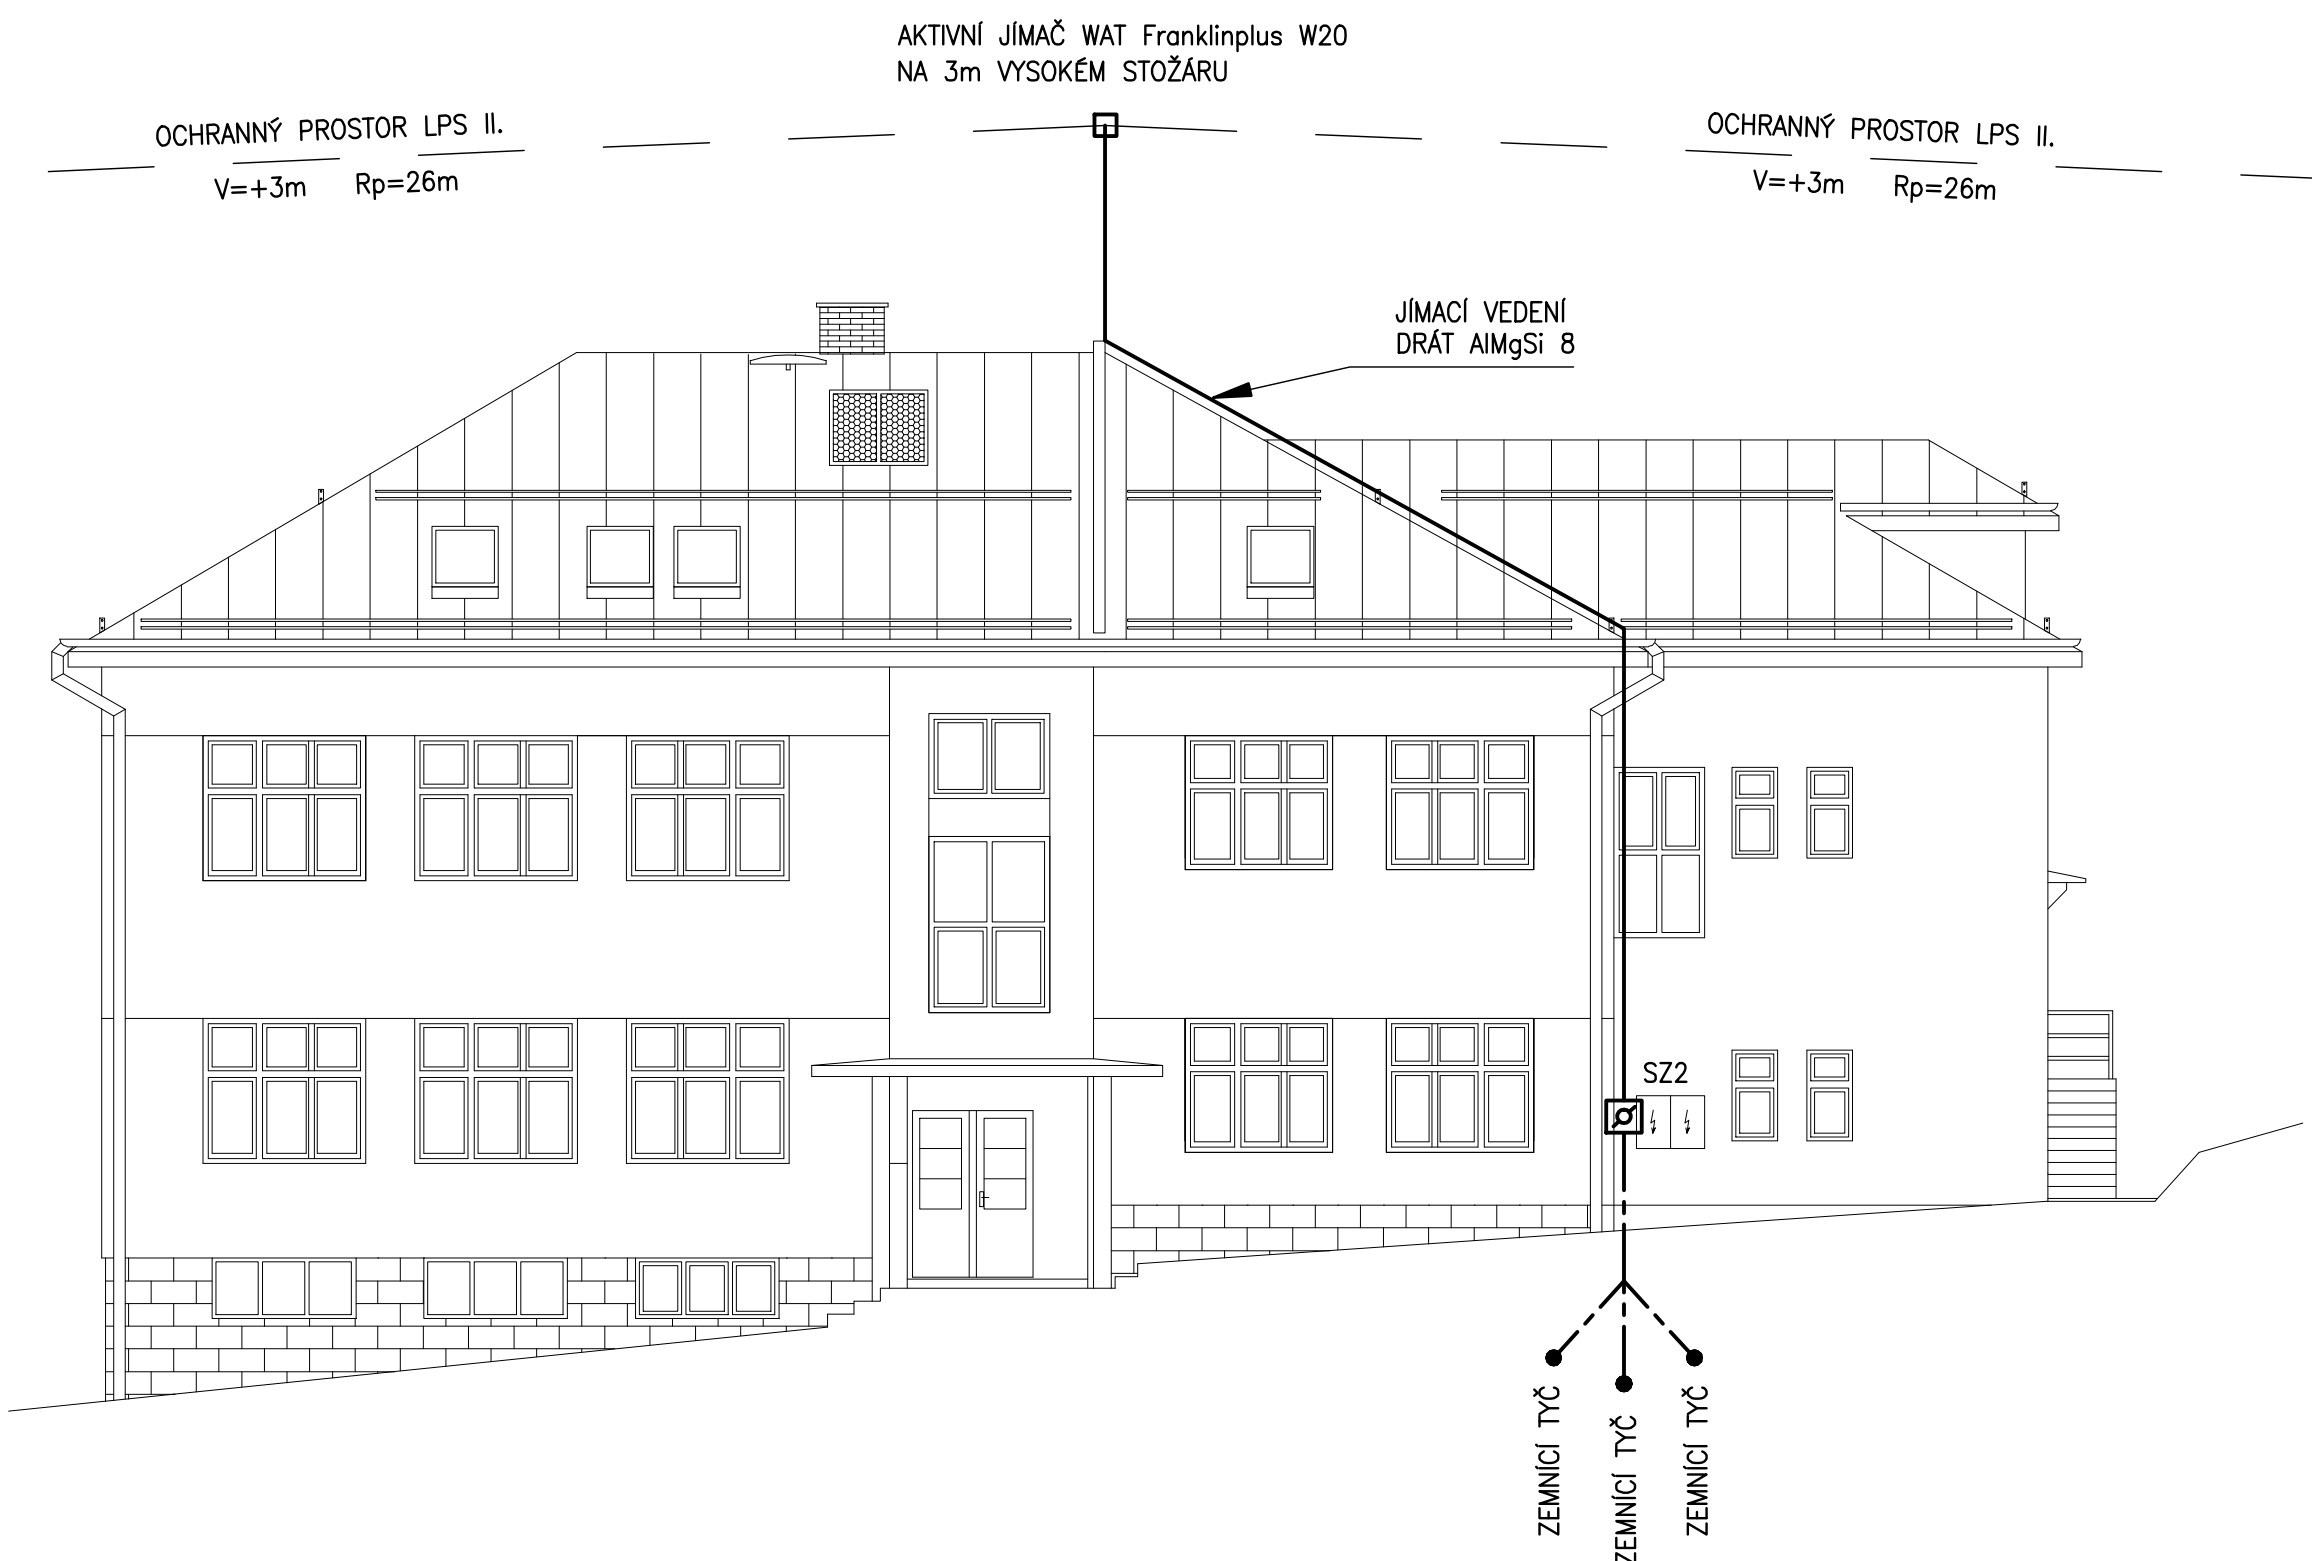 AKTIVNÍ JÍMAČ WAT Franklinplus W20
NA 3m VYSOKÉM STOŽÁRU
OCHRANNÝ PROSTOR LPS II.
V=+3m Rp=26m
OCHRANNÝ PROSTOR LPS II.
V=+3m Rp=26m
JÍMACÍ VEDENÍ
DRÁT AlMgSi 8
SZ2
ZEMNÍCÍ TYČ
ZEMNÍCÍ TYČ
ZEMNÍCÍ TYČ